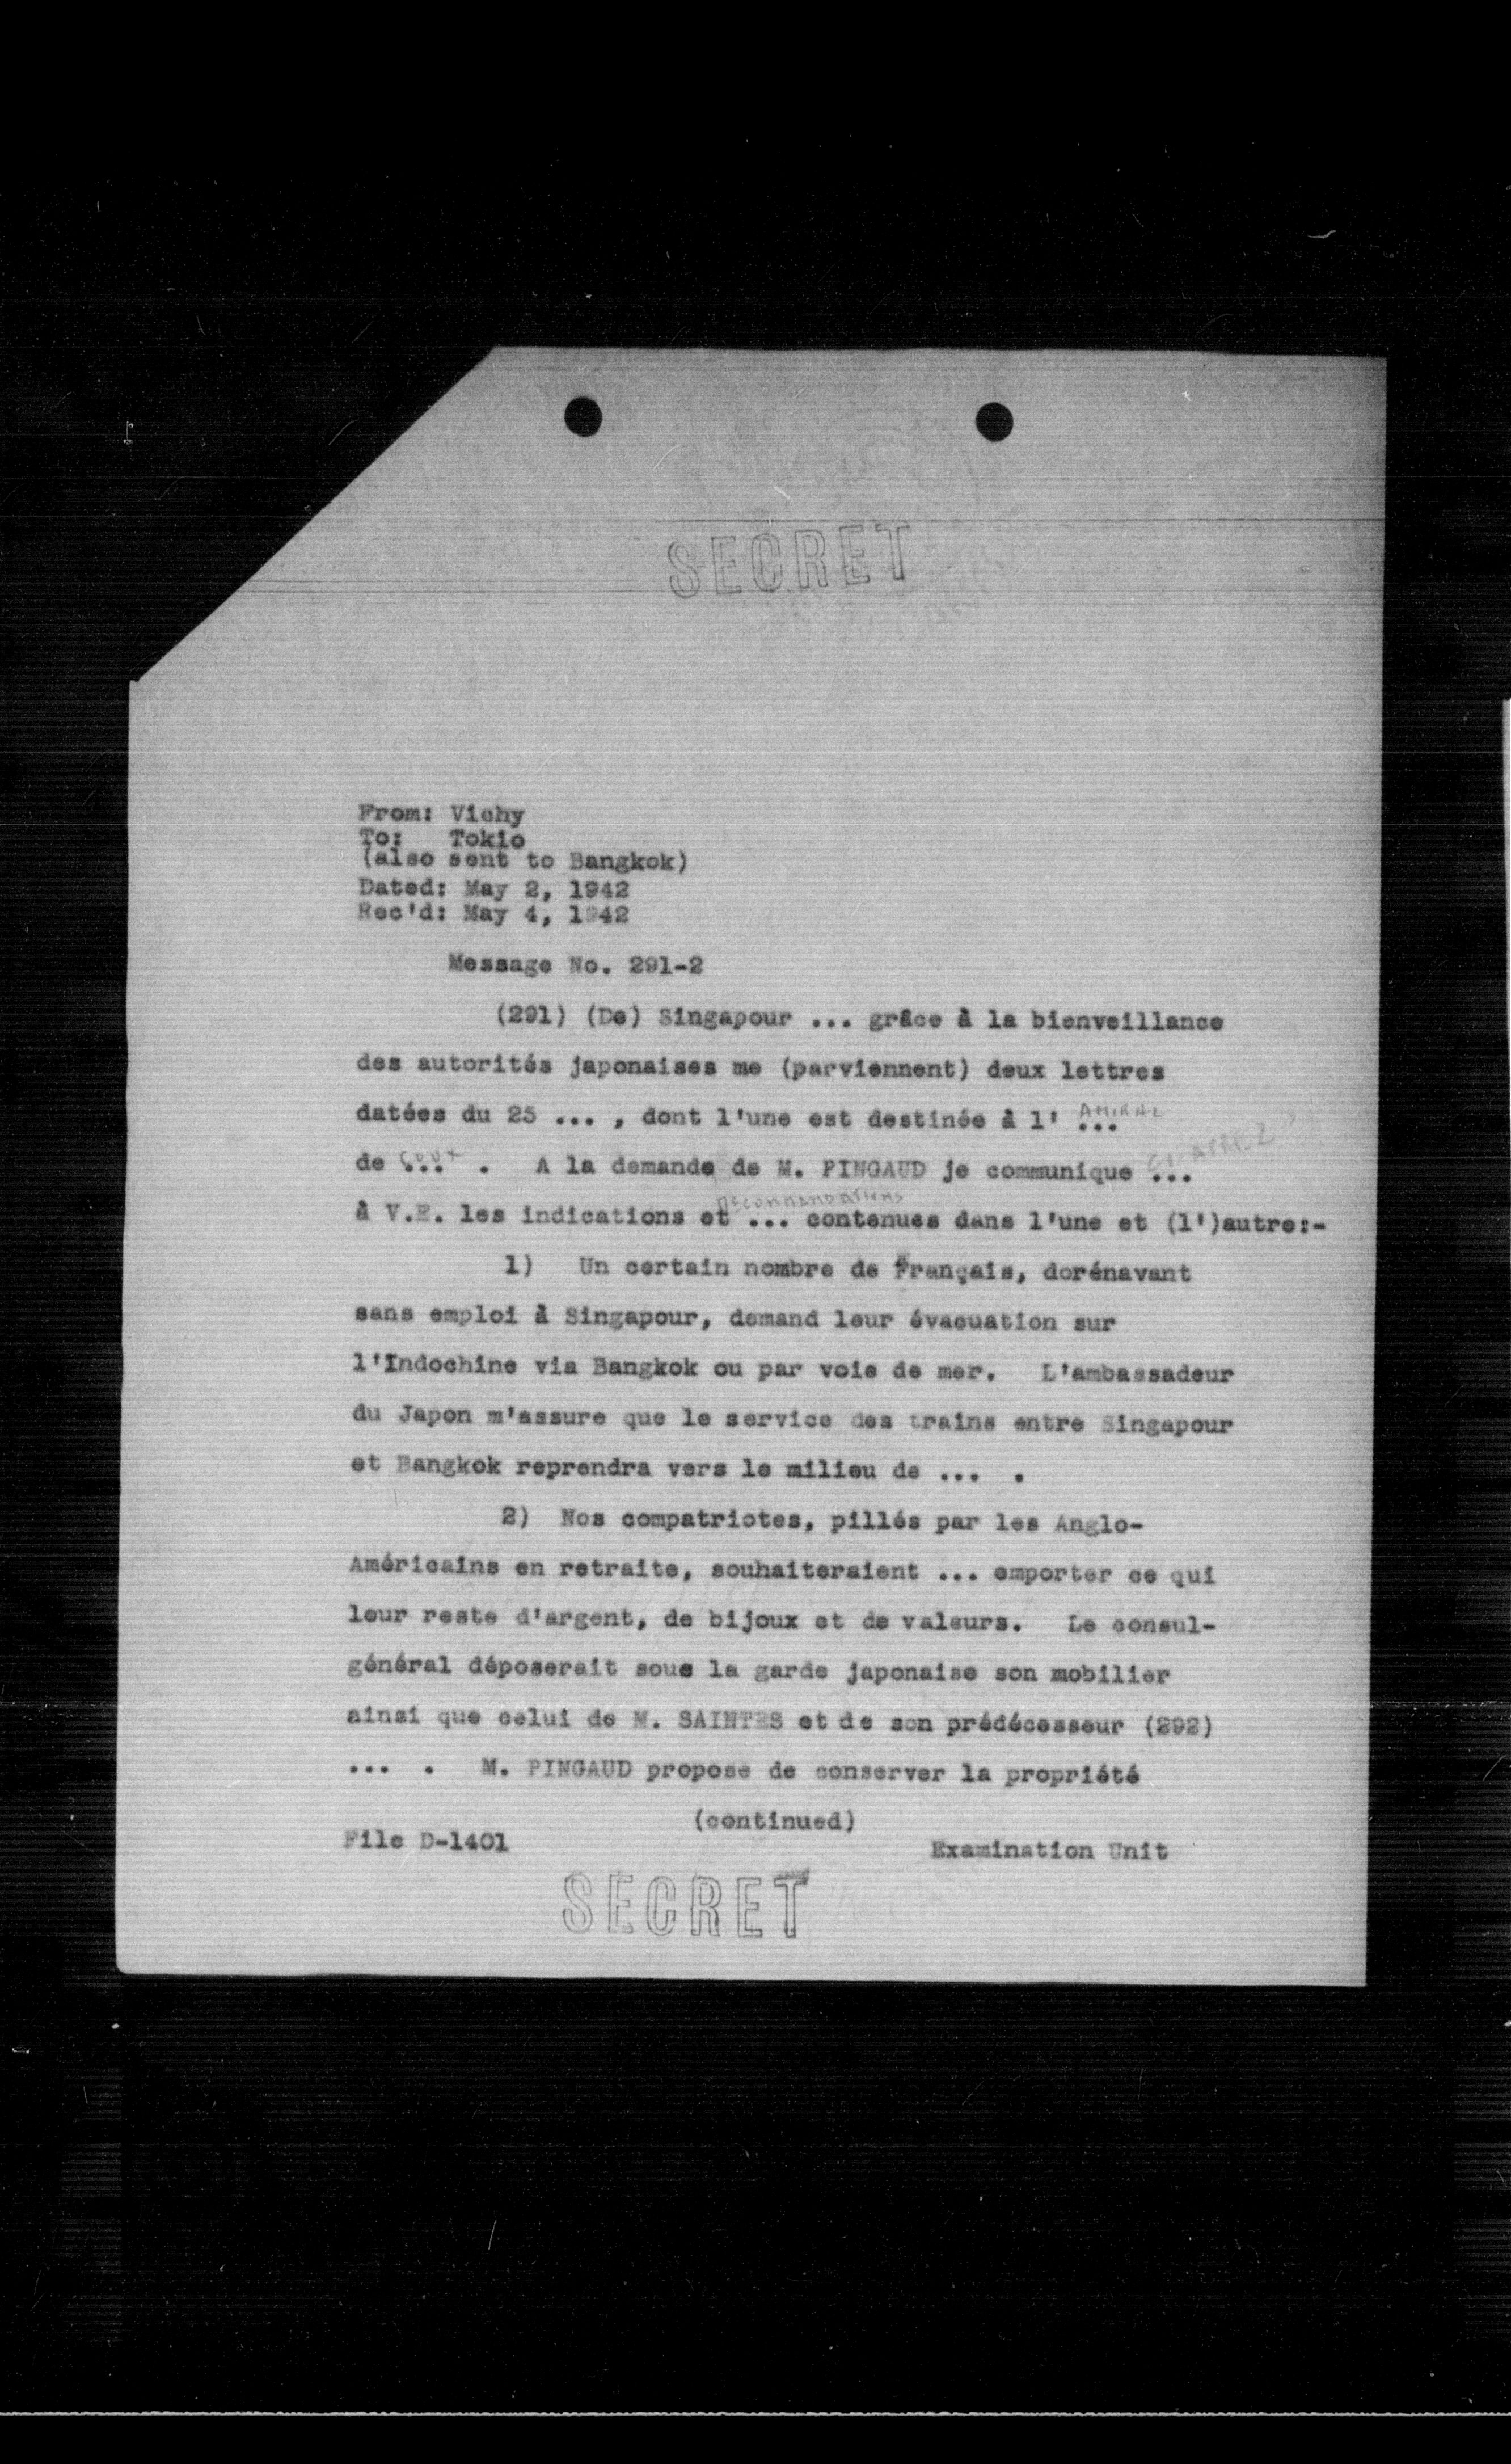 SECRET
From: Vichy
To: Tokio
(also sent to Bangkok)
Dated: May 2, 1942
Rec'd: May 4, 1942
Message No. 291-2
(291) (De) Singapour ... grâce à la bienveillance
des autorités japonaises me (parviennent) deux lettres
AMIRAL
datées du 25 ... , dont l'une est destinée à l' ...
de ... . A la demande de M. PINGAUD je communique ...
RECOMMANDATIONS
à V.E. les indications et ... contenues dans l'une et (l')autre:-
1) Un certain nombre de Français, dorénavant
sans emploi à Singapour, demand leur évacuation sur
l'Indochine via Bangkok ou par voie de mer. L'ambassadeur
du Japon m'assure que le service des trains entre Singapour
et Bangkok reprendra vers le milieu de ... .
2) Nos compatriotes, pillés par les Anglo-
Américains en retraite, souhaiteraient ... emporter ce qui
leur reste d'argent, de bijoux et de valeurs. Le consul-
général déposerait sous la garde japonaise son mobilier
ainsi que celui de M. SAINTES et de son prédécesseur (292)
... . M. PINGAUD propose de conserver la propriété
(continued)
File D-1401
Examination Unit
SECRET